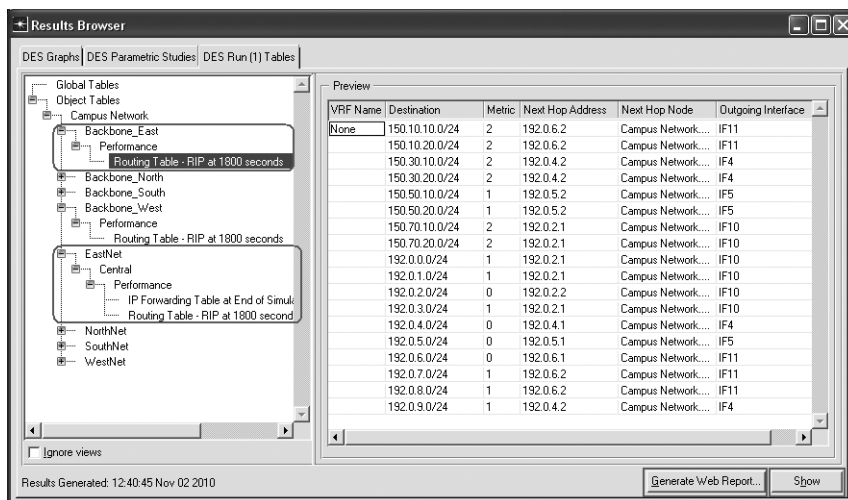 Results Browser
DES Graphs DES Parametric Studies DES Run (1) Tables
Global Tables
Object Tables
Campus Network
Backbone_East
Performance
Routing Table - RIP at 1800 seconds
Backbone_North
Backbone_South
Backbone_West
Performance
Routing Table - RIP at 1800 seconds
EastNet
Central
Performance
IP Forwarding Table at End of Simula
Routing Table - RIP at 1800 second
NorthNet
SouthNet
WestNet
Ignore views
Preview
VRF Name Destination Metric Next Hop Address Next Hop Node Outgoing Interface
None 150.10.10.0/24 2 192.0.6.2 Campus Network.... IF11
150.10.20.0/24 2 192.0.6.2 Campus Network.... IF11
150.30.10.0/24 2 192.0.4.2 Campus Network.... IF4
150.30.20.0/24 2 192.0.4.2 Campus Network.... IF4
150.50.10.0/24 1 192.0.5.2 Campus Network.... IF5
150.50.20.0/24 1 192.0.5.2 Campus Network.... IF5
150.70.10.0/24 2 192.0.2.1 Campus Network.... IF10
150.70.20.0/24 2 192.0.2.1 Campus Network.... IF10
192.0.0.0/24 1 192.0.2.1 Campus Network.... IF10
192.0.1.0/24 1 192.0.2.1 Campus Network.... IF10
192.0.2.0/24 0 192.0.2.2 Campus Network.... IF10
192.0.3.0/24 1 192.0.2.1 Campus Network.... IF10
192.0.4.0/24 0 192.0.4.1 Campus Network.... IF4
192.0.5.0/24 0 192.0.5.1 Campus Network.... IF5
192.0.6.0/24 0 192.0.6.1 Campus Network.... IF11
192.0.7.0/24 1 192.0.6.2 Campus Network.... IF11
192.0.8.0/24 1 192.0.6.2 Campus Network.... IF11
192.0.9.0/24 1 192.0.4.2 Campus Network.... IF4
Results Generated: 12:40:45 Nov 02 2010
Generate Web Report... Show